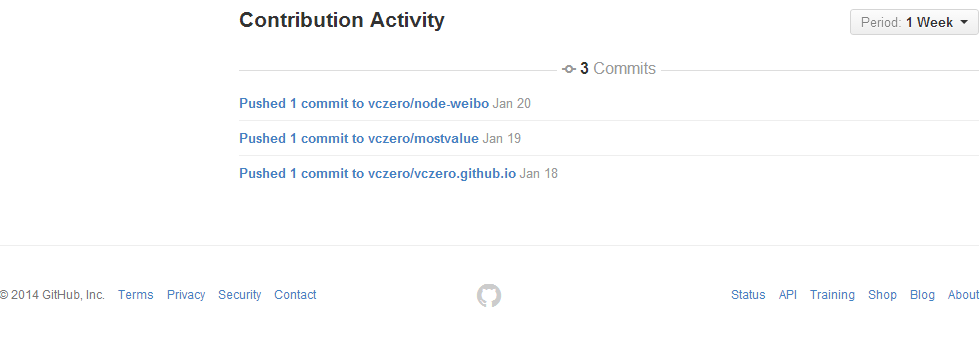 Contribution Activity
Period: 1 Week
3 Commits
Pushed 1 commit to vczero/node-weibo Jan 20
Pushed 1 commit to vczero/mostvalue Jan 19
Pushed 1 commit to vczero/vczero.github.io Jan 18
© 2014 GitHub, Inc. Terms Privacy Security Contact Status API Training Shop Blog About